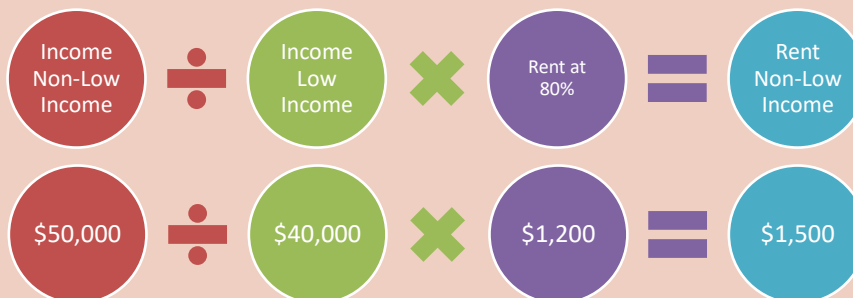 Income
Non-Low
Income
÷
Income
Low
Income
×
Rent at
80%
=
Rent
Non-Low
Income
$50,000
÷
$40,000
×
$1,200
=
$1,500